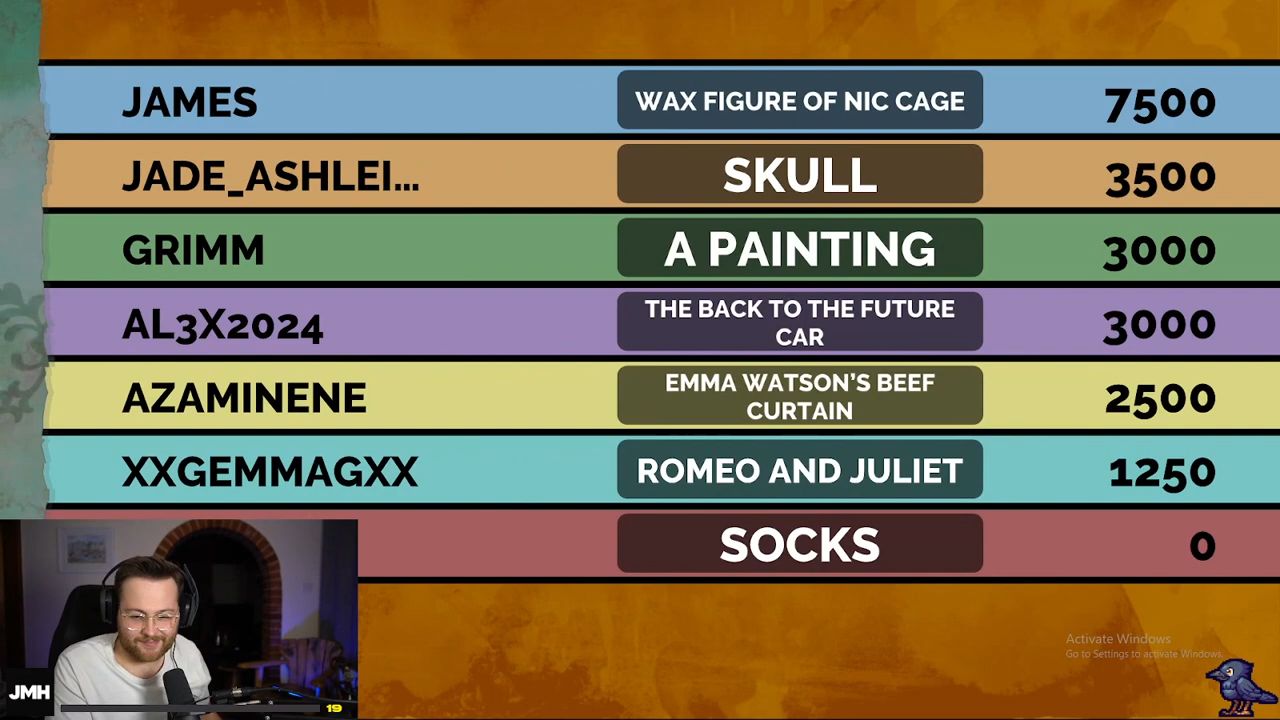 JAMES
WAX FIGURE OF NIC CAGE
7500
JADE_ASHLEI...
SKULL
3500
GRIMM
A PAINTING
3000
AL3X2024
THE BACK TO THE FUTURE
CAR
3000
AZAMINENE
EMMA WATSON'S BEEF
CURTAIN
2500
XXGEMMAGXX
ROMEO AND JULIET
1250
SOCKS
0
Activate Windows
Go to Settings to activate Windows.
JMH
19